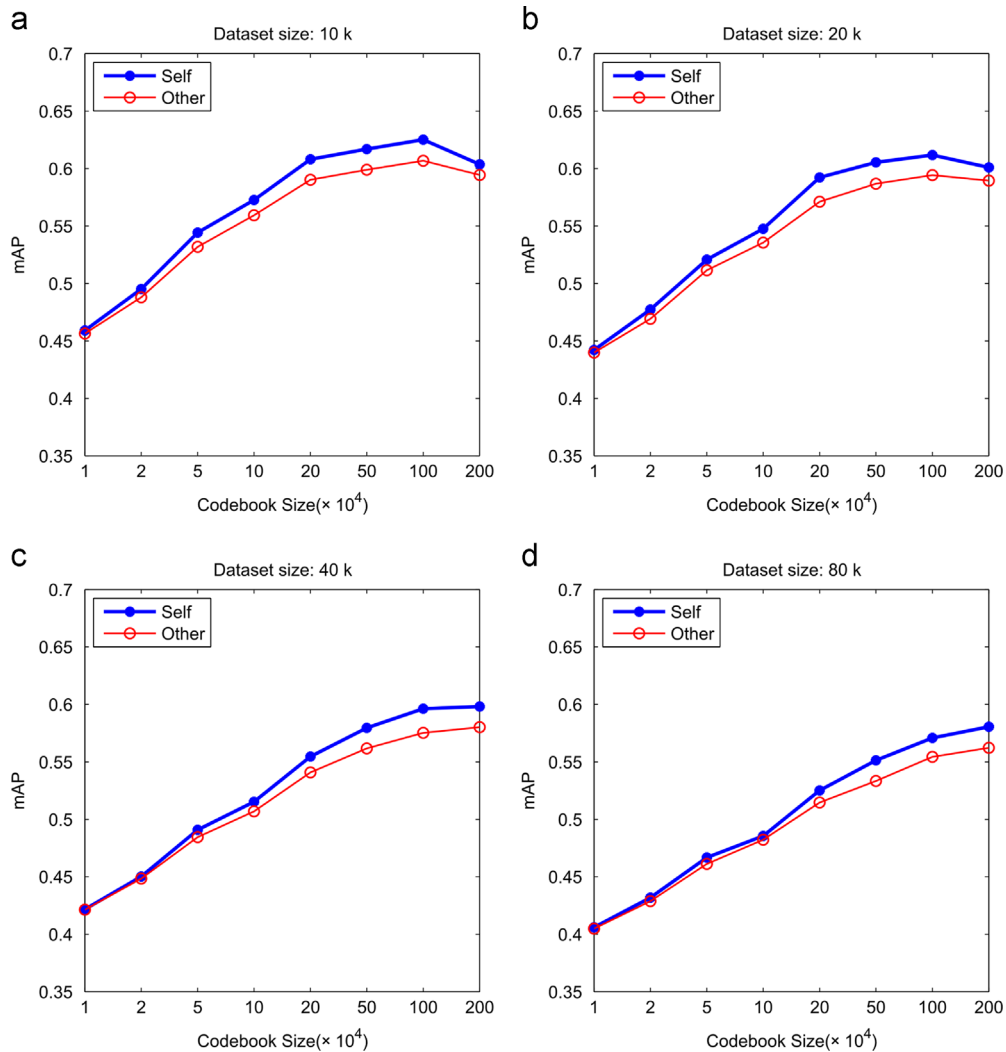 a
Dataset size: 10 k
0.7
0.65
0.6
0.55
0.5
0.45
0.4
0.35
mAP
Self
Other
1 2 5 10 20 50 100 200
Codebook Size(× 10⁴)
b
Dataset size: 20 k
0.7
0.65
0.6
0.55
0.5
0.45
0.4
0.35
mAP
Self
Other
1 2 5 10 20 50 100 200
Codebook Size(× 10⁴)
c
Dataset size: 40 k
0.7
0.65
0.6
0.55
0.5
0.45
0.4
0.35
mAP
Self
Other
1 2 5 10 20 50 100 200
Codebook Size(× 10⁴)
d
Dataset size: 80 k
0.7
0.65
0.6
0.55
0.5
0.45
0.4
0.35
mAP
Self
Other
1 2 5 10 20 50 100 200
Codebook Size(× 10⁴)